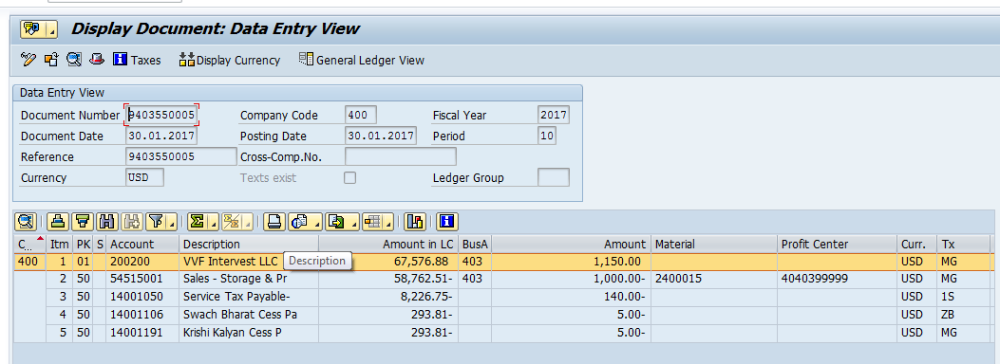 Display Document: Data Entry View
Taxes Display Currency General Ledger View
Data Entry View
Document Number 9403550005 Company Code 400 Fiscal Year 2017
Document Date 30.01.2017 Posting Date 30.01.2017 Period 10
Reference 9403550005 Cross-Comp.No.
Currency USD Texts exist Ledger Group
C... Itm PK S Account Description Amount in LC BusA Amount Material Profit Center Curr. Tx
400 1 01 200200 VVF Intervest LLC 67,576.88 403 1,150.00 USD MG
Description
2 50 54515001 Sales - Storage & Pr 58,762.51- 403 1,000.00- 2400015 4040399999 USD MG
3 50 14001050 Service Tax Payable- 8,226.75- 140.00- USD 1S
4 50 14001106 Swach Bharat Cess Pa 293.81- 5.00- USD ZB
5 50 14001191 Krishi Kalyan Cess P 293.81- 5.00- USD MG